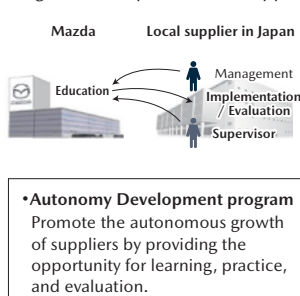 Mazda Local supplier in Japan
Management
Education
Implementation
/ Evaluation
Supervisor
•Autonomy Development program
Promote the autonomous growth
of suppliers by providing the
opportunity for learning, practice,
and evaluation.